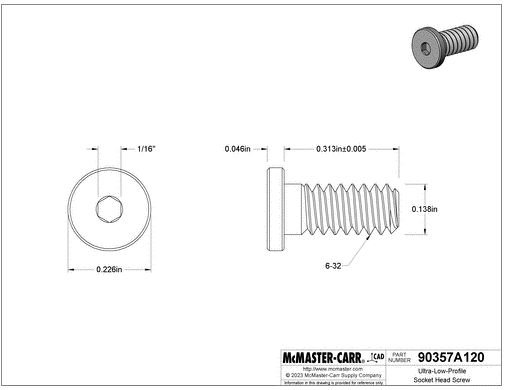 1/16"
0.046in
0.313in±0.005
0.226in
0.138in
6-32
McMASTER-CARR CAD
PART NUMBER
90357A120
http://www.mcmaster.com
© 2023 McMaster-Carr Supply Company
Information in this drawing is provided for reference only.
Ultra-Low-Profile
Socket Head Screw